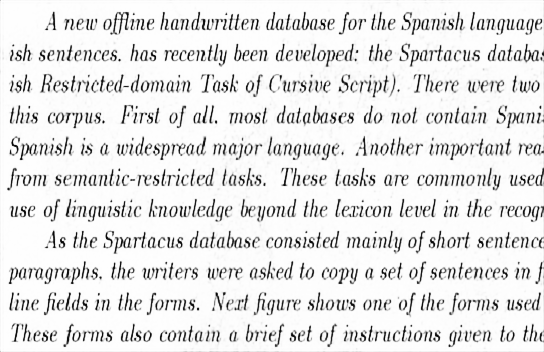 A new offline handwritten database for the Spanish language
ish sentences, has recently been developed: the Spartacus databas
ish Restricted-domain Task of Cursive Script). There were two
this corpus. First of all, most databases do not contain Spani
Spanish is a widespread major language. Another important rea
from semantic-restricted tasks. These tasks are commonly used
use of linguistic knowledge beyond the lexicon level in the recogn
As the Spartacus database consisted mainly of short sentence
paragraphs, the writers were asked to copy a set of sentences in f
line fields in the forms. Next figure shows one of the forms used
These forms also contain a brief set of instructions given to the